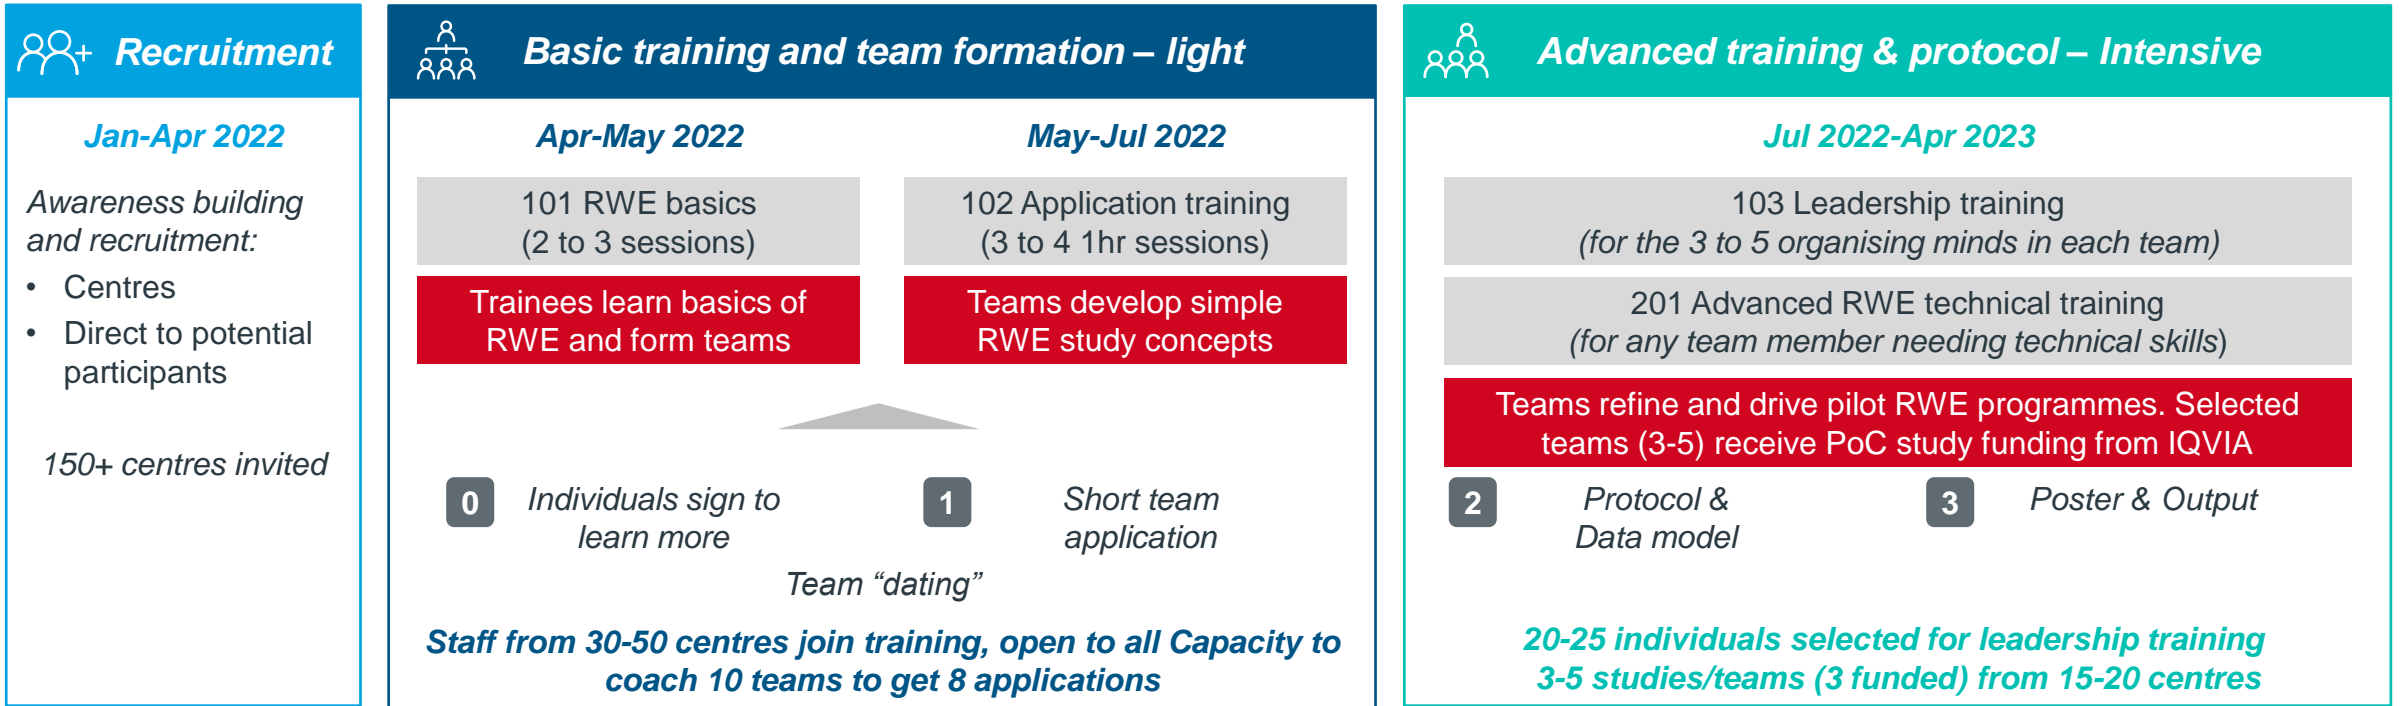 Recruitment
Jan-Apr 2022
Awareness building
and recruitment:
• Centres
• Direct to potential
participants
150+ centres invited
Basic training and team formation – light
Apr-May 2022
101 RWE basics
(2 to 3 sessions)
Trainees learn basics of
RWE and form teams
May-Jul 2022
102 Application training
(3 to 4 1hr sessions)
Teams develop simple
RWE study concepts
0
Individuals sign to
learn more
1
Short team
application
Team “dating”
Staff from 30-50 centres join training, open to all Capacity to
coach 10 teams to get 8 applications
Advanced training & protocol – Intensive
Jul 2022-Apr 2023
103 Leadership training
(for the 3 to 5 organising minds in each team)
201 Advanced RWE technical training
(for any team member needing technical skills)
Teams refine and drive pilot RWE programmes. Selected
teams (3-5) receive PoC study funding from IQVIA
2
Protocol &
Data model
3
Poster & Output
20-25 individuals selected for leadership training
3-5 studies/teams (3 funded) from 15-20 centres